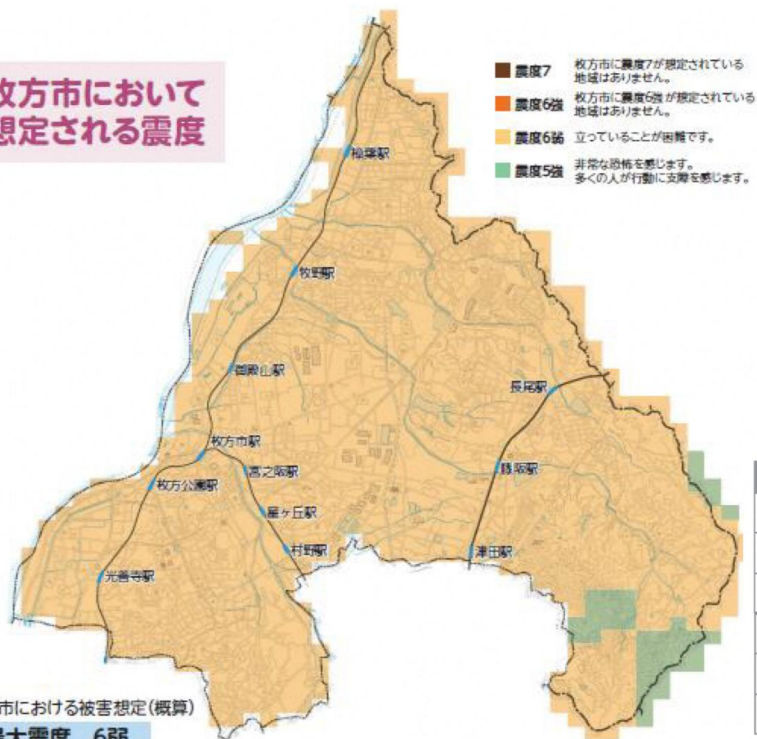 枚方市において
想定される震度
震度7 枚方市に震度7が想定されている
地域はありません。
震度6強 枚方市に震度6強が想定されている
地域はありません。
震度6弱 立っていることが困難です。
震度5強 非常な恐怖を感じます。
多くの人が行動に支障を感じます。
樟葉駅
牧野駅
御殿山駅
長尾駅
枚方市駅
宮之阪駅
藤阪駅
枚方公園駅
星ヶ丘駅
村野駅
津田駅
光善寺駅
市における被害想定(概算)
最大震度 6弱